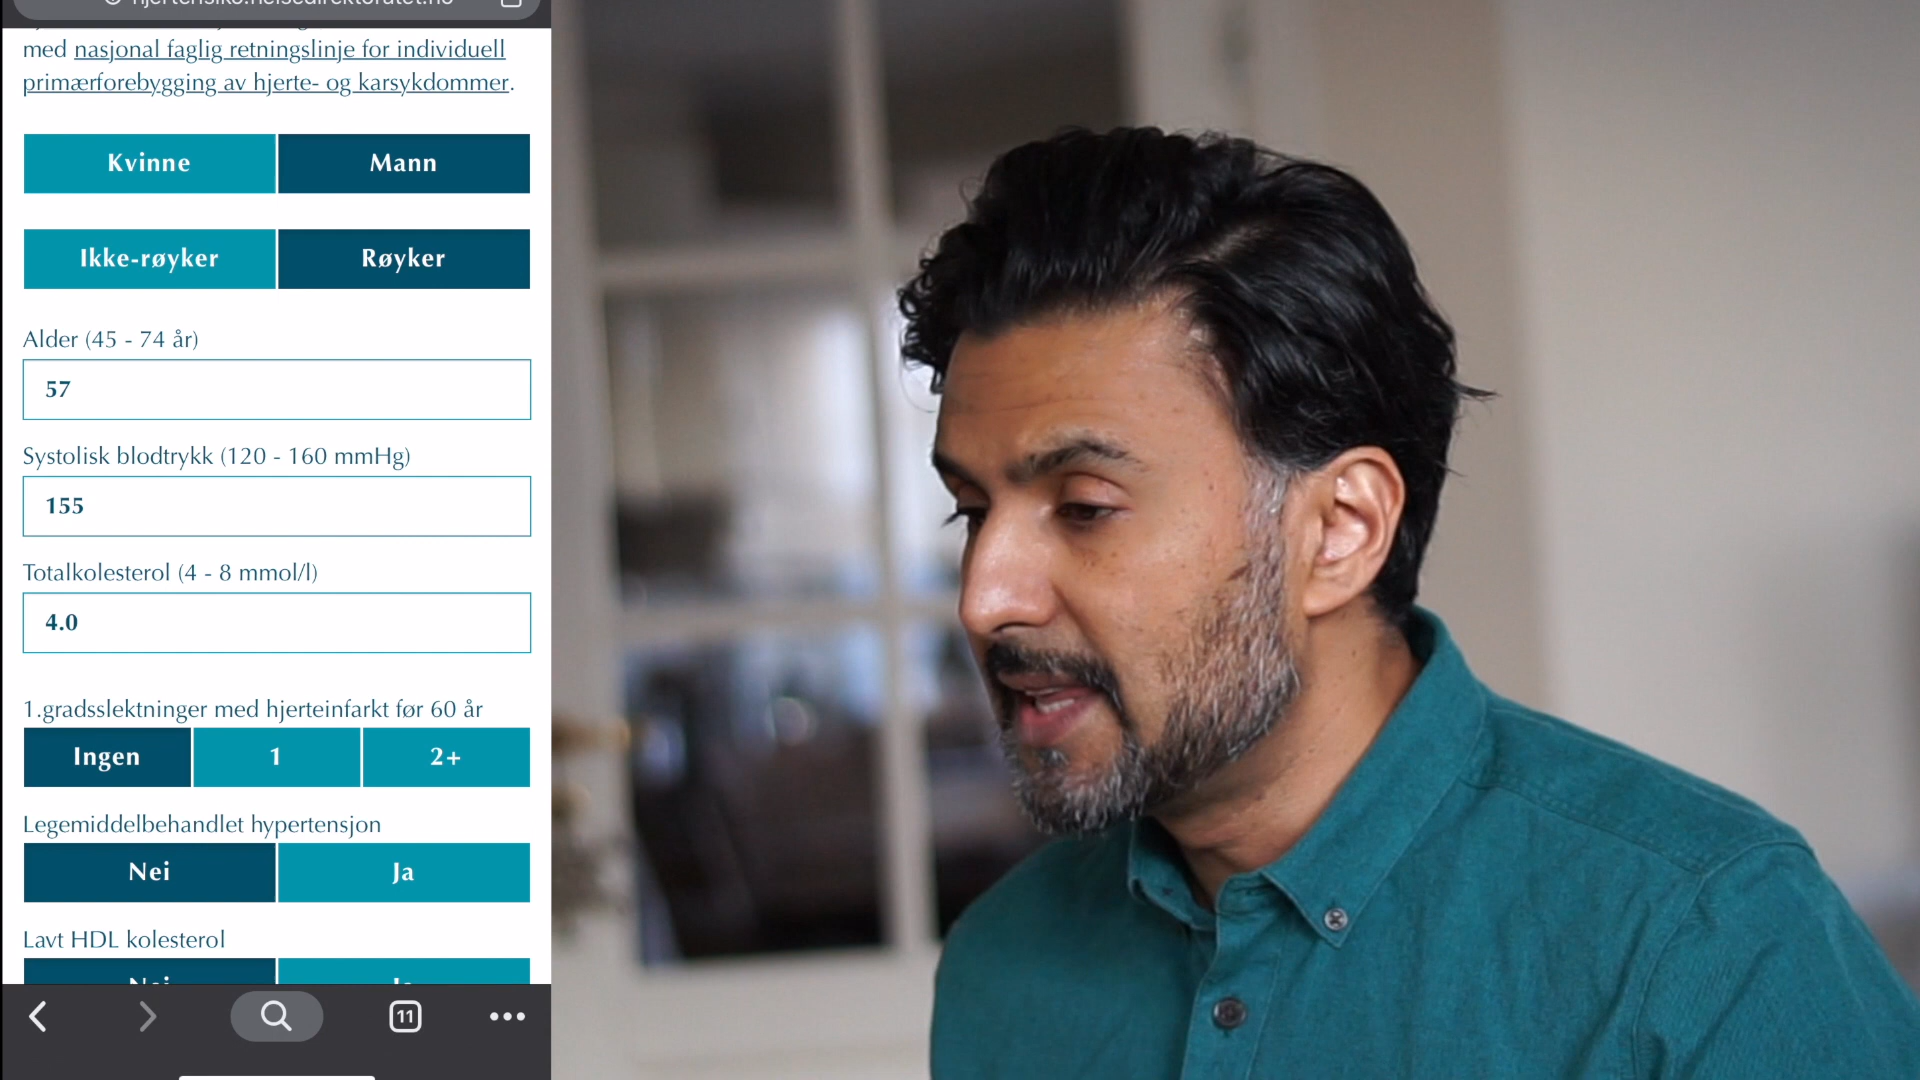 med nasjonal faglig retningslinje for individuell
primærforebygging av hjerte- og karsykdommer.
Kvinne Mann
Ikke-røyker Røyker
Alder (45 - 74 år)
57
Systolisk blodtrykk (120 - 160 mmHg)
155
Totalkolesterol (4 - 8 mmol/l)
4.0
1.gradsslektninger med hjerteinfarkt før 60 år
Ingen 1 2+
Legemiddelbehandlet hypertensjon
Nei Ja
Lavt HDL kolesterol
11